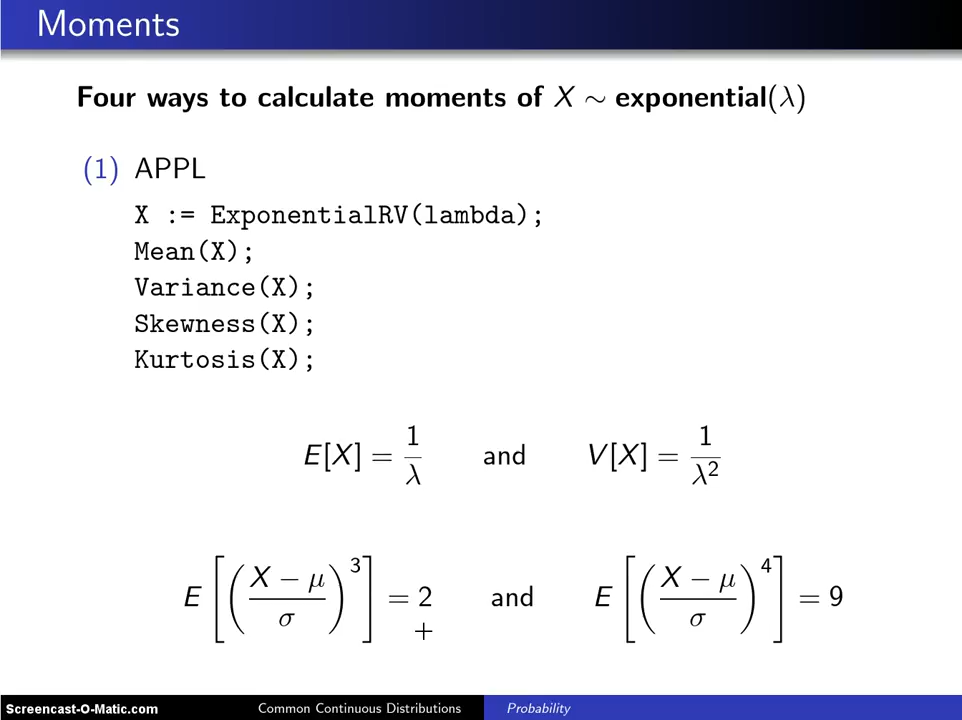 Moments
Four ways to calculate moments of X ∼ exponential(λ)
(1) APPL
X := ExponentialRV(lambda);
Mean(X);
Variance(X);
Skewness(X);
Kurtosis(X);
E[X] = 1/λ and V[X] = 1/λ²
E[((X − μ)/σ)³] = 2 and E[((X − μ)/σ)⁴] = 9
Screencast-O-Matic.com Common Continuous Distributions Probability